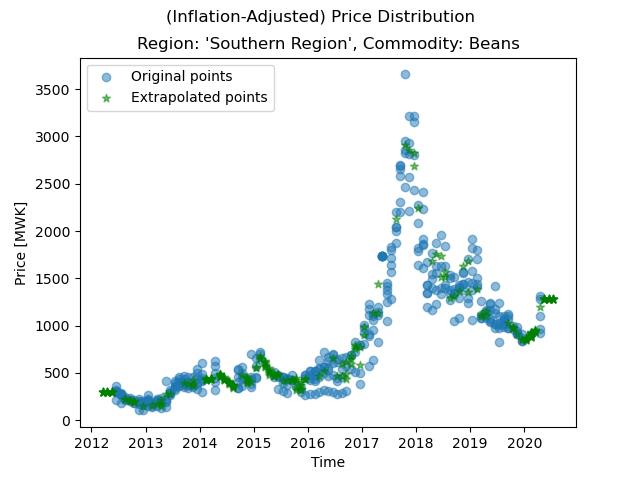 (Inflation-Adjusted) Price Distribution
Region: 'Southern Region', Commodity: Beans
Original points
Extrapolated points
3500
3000
2500
2000
1500
1000
500
0
Price [MWK]
2012 2013 2014 2015 2016 2017 2018 2019 2020
Time